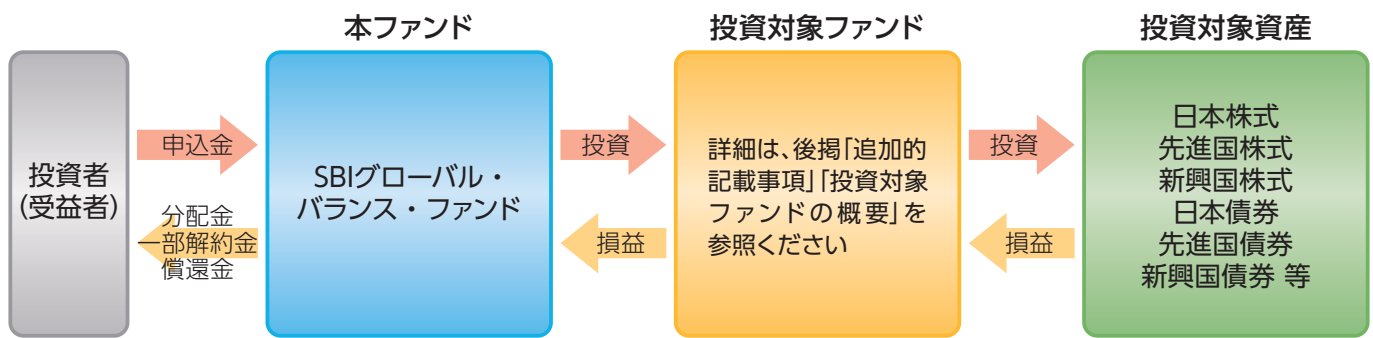 本ファンド
投資対象ファンド
投資対象資産
投資者
(受益者)
申込金
分配金
一部解約金
償還金
SBIグローバル・
バランス・ファンド
投資
損益
詳細は、後掲「追加的
記載事項」「投資対象
ファンドの概要」を
参照ください
投資
損益
日本株式
先進国株式
新興国株式
日本債券
先進国債券
新興国債券 等